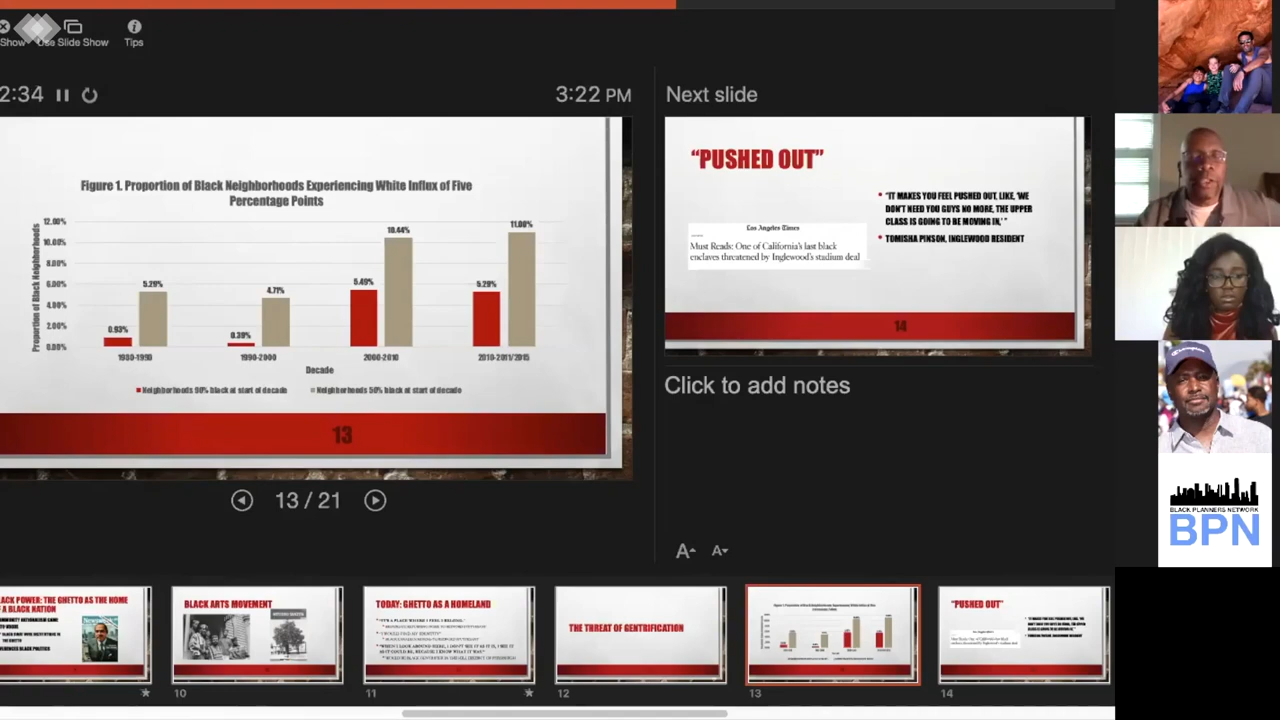 Show
Use Slide Show
Tips
2:34
3:22 PM
Next slide
Figure 1. Proportion of Black Neighborhoods Experiencing White Influx of Five
Percentage Points
Proportion of Black Neighborhoods
12.00%
10.00%
8.00%
6.00%
4.00%
2.00%
0.00%
0.93%
5.29%
0.39%
4.71%
5.49%
10.44%
5.29%
11.00%
1980-1990
1990-2000
2000-2010
2010-2011/2015
Decade
Neighborhoods 90% black at start of decade
Neighborhoods 50% black at start of decade
13
"PUSHED OUT"
Los Angeles Times
Must Reads: One of California's last black
enclaves threatened by Inglewood's stadium deal
• "IT MAKES YOU FEEL PUSHED OUT, LIKE, 'WE
DON'T NEED YOU GUYS NO MORE, THE UPPER
CLASS IS GOING TO BE MOVING IN,' "
• TOMISHA PINSON, INGLEWOOD RESIDENT
14
Click to add notes
13 / 21
BLACK PLANNERS NETWORK
BPN
LACK POWER: THE GHETTO AS THE HOME
F A BLACK NATION
BLACK ARTS MOVEMENT
TODAY: GHETTO AS A HOMELAND
THE THREAT OF GENTRIFICATION
"PUSHED OUT"
10
11
12
13
14